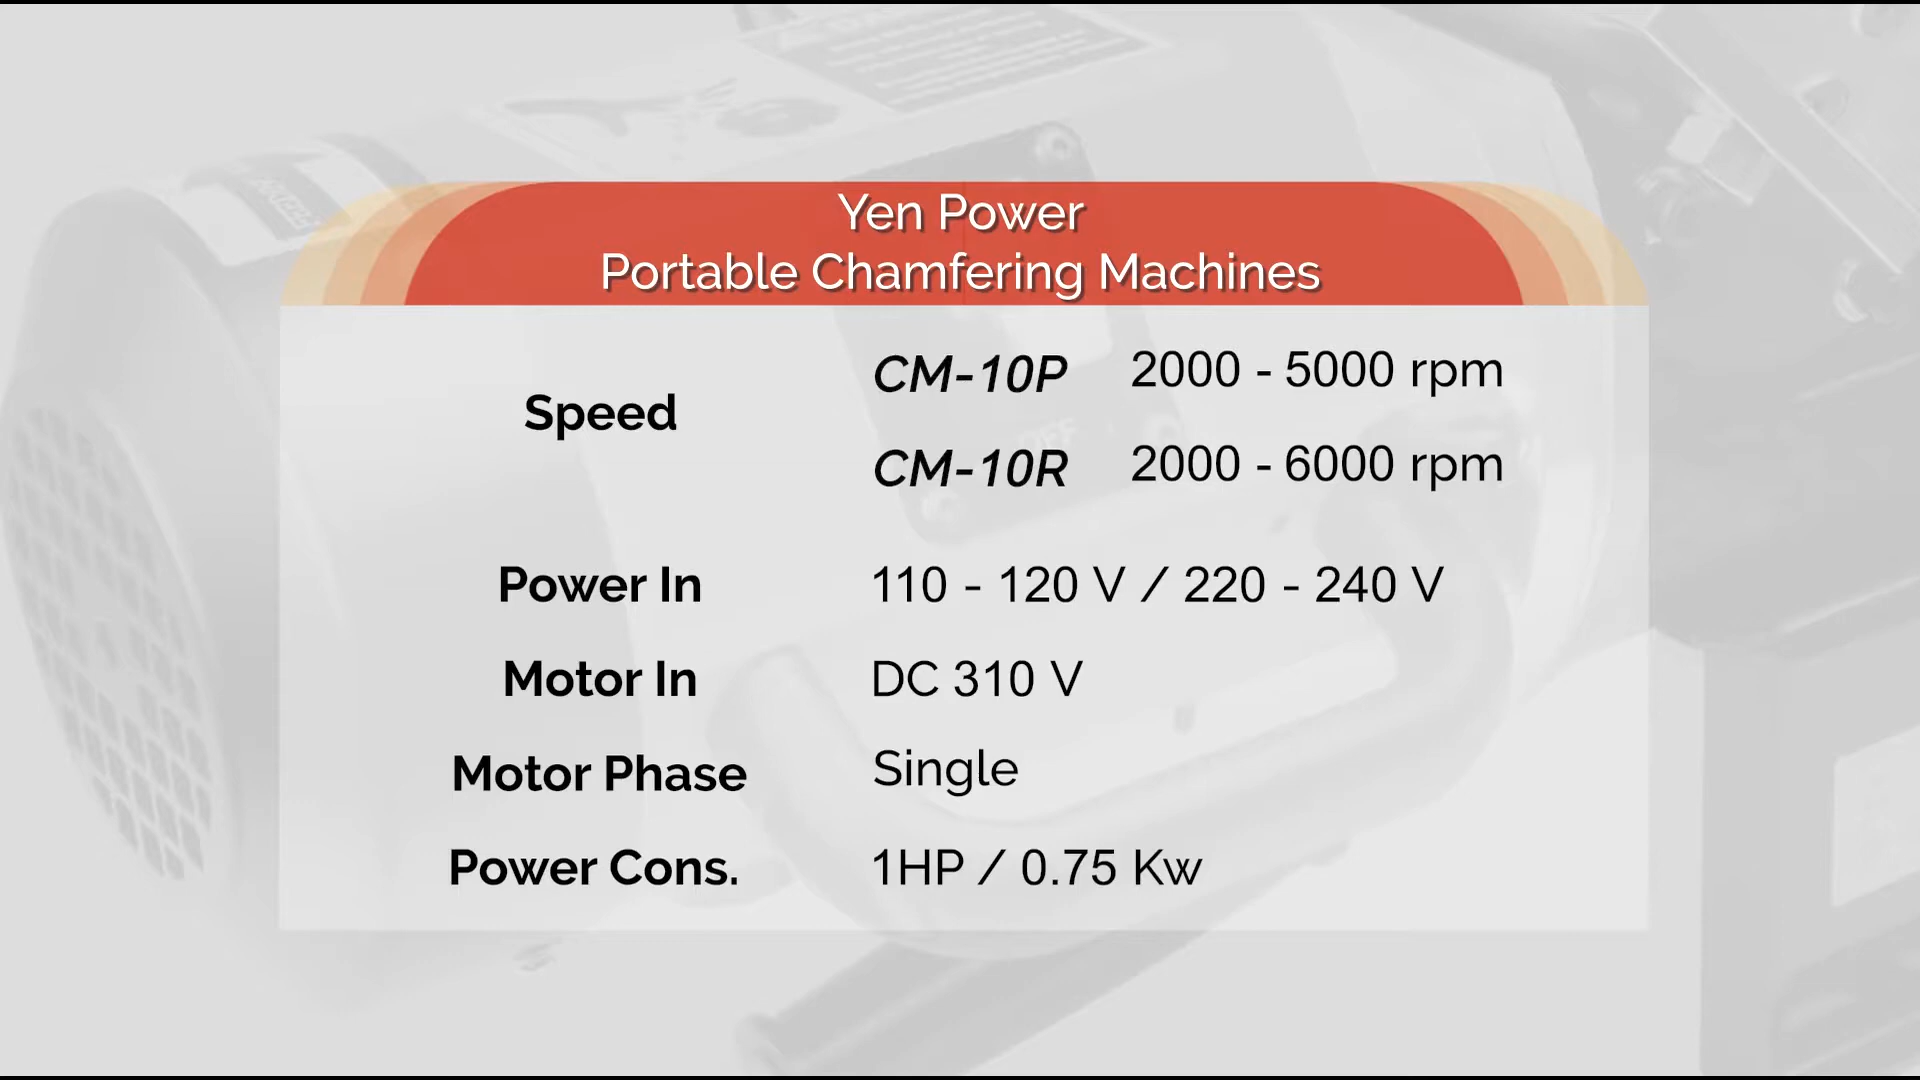 Yen Power
Portable Chamfering Machines
Speed
CM-10P 2000 - 5000 rpm
CM-10R 2000 - 6000 rpm
Power In 110 - 120 V / 220 - 240 V
Motor In DC 310 V
Motor Phase Single
Power Cons. 1HP / 0.75 Kw
OFF